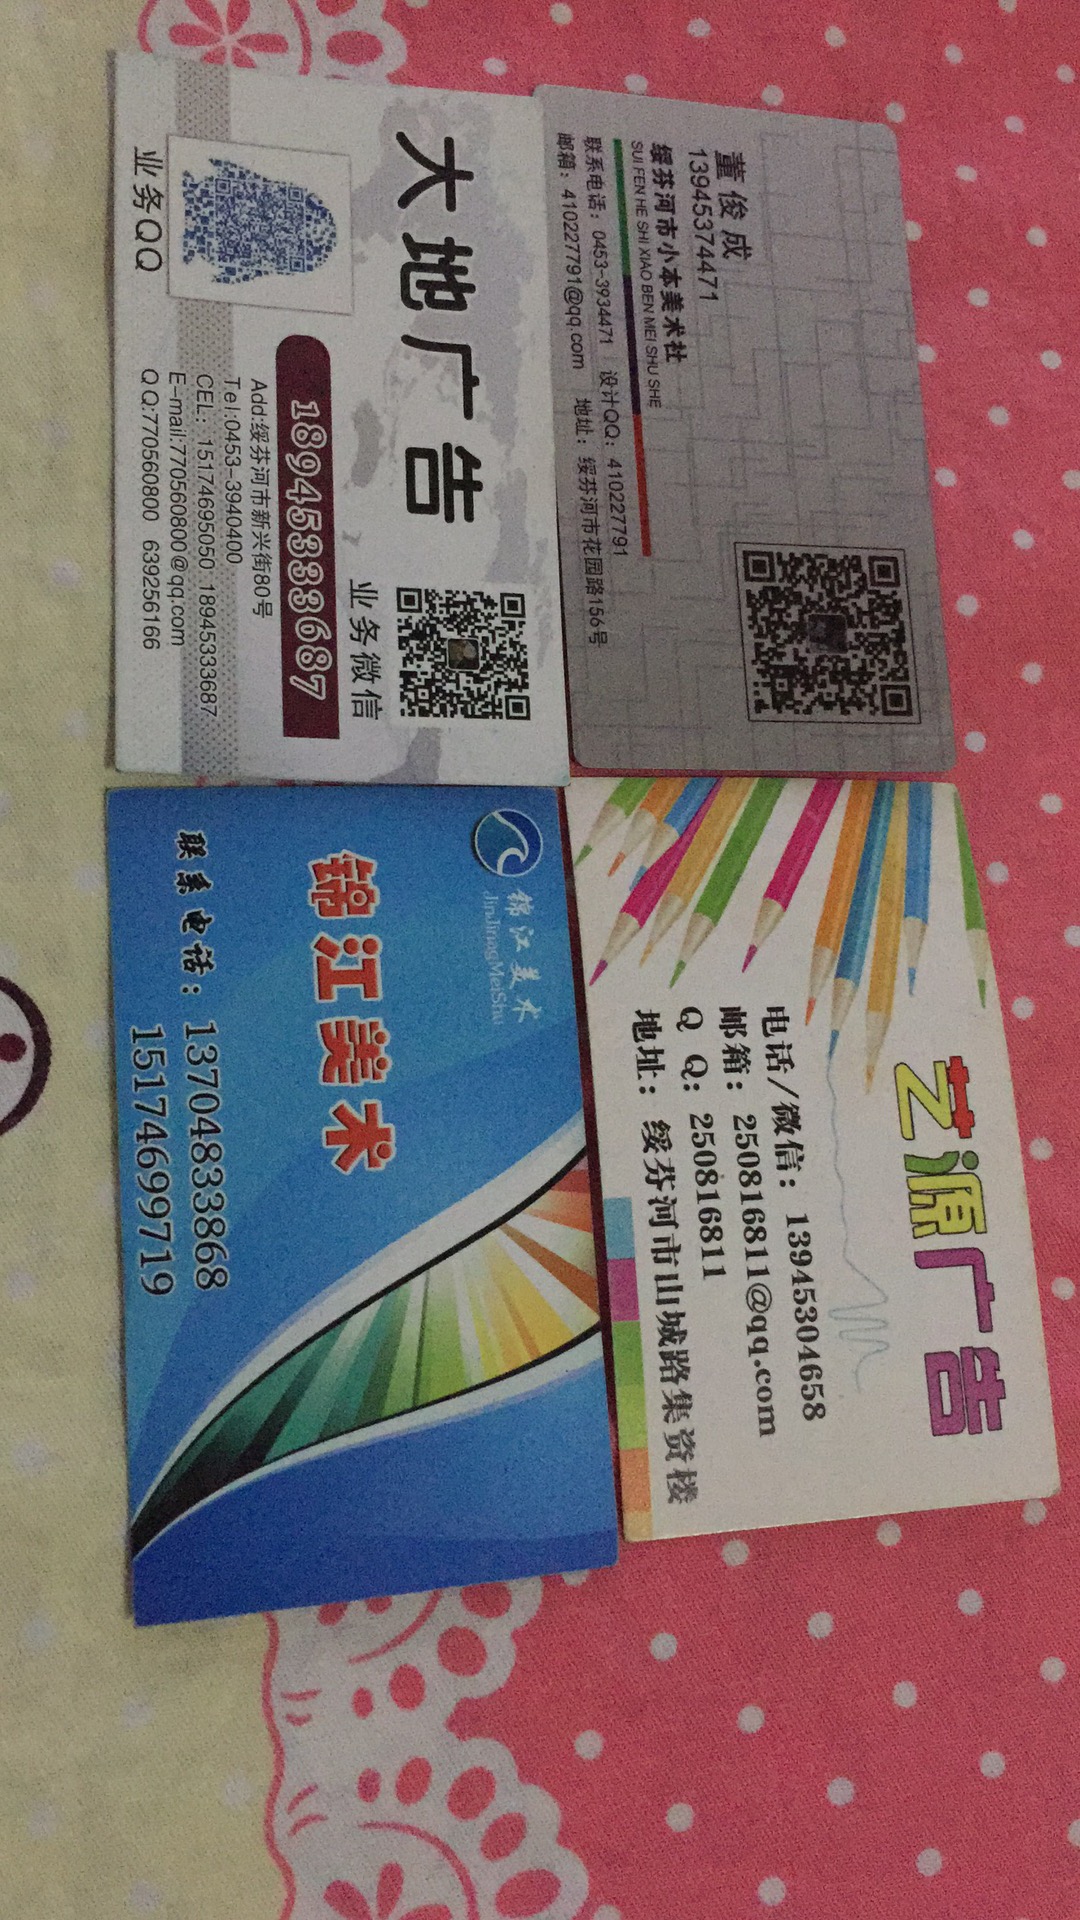 大地广告
业务QQ
业务微信
18945333687
Add:绥芬河市新兴街80号
Tel:0453-3940400
CEL: 15174695050 18945333687
E-mail:770560800@qq.com
QQ:770560800 639256166
董俊成
13945374471
绥芬河市小本美术社
SUI FEN HE SHI XIAO BEN MEI SHU SHE
联系电话: 0453-3934471 设计QQ: 410227791
邮箱: 410227791@qq.com 地址: 绥芬河市花园路156号
锦江美术
JinJiangMeiShu
锦江美术
联系电话: 13704833868
15174699719
艺源广告
电话/微信: 13945304658
邮箱: 250816811@qq.com
Q Q: 250816811
地址: 绥芬河市山城路集资楼